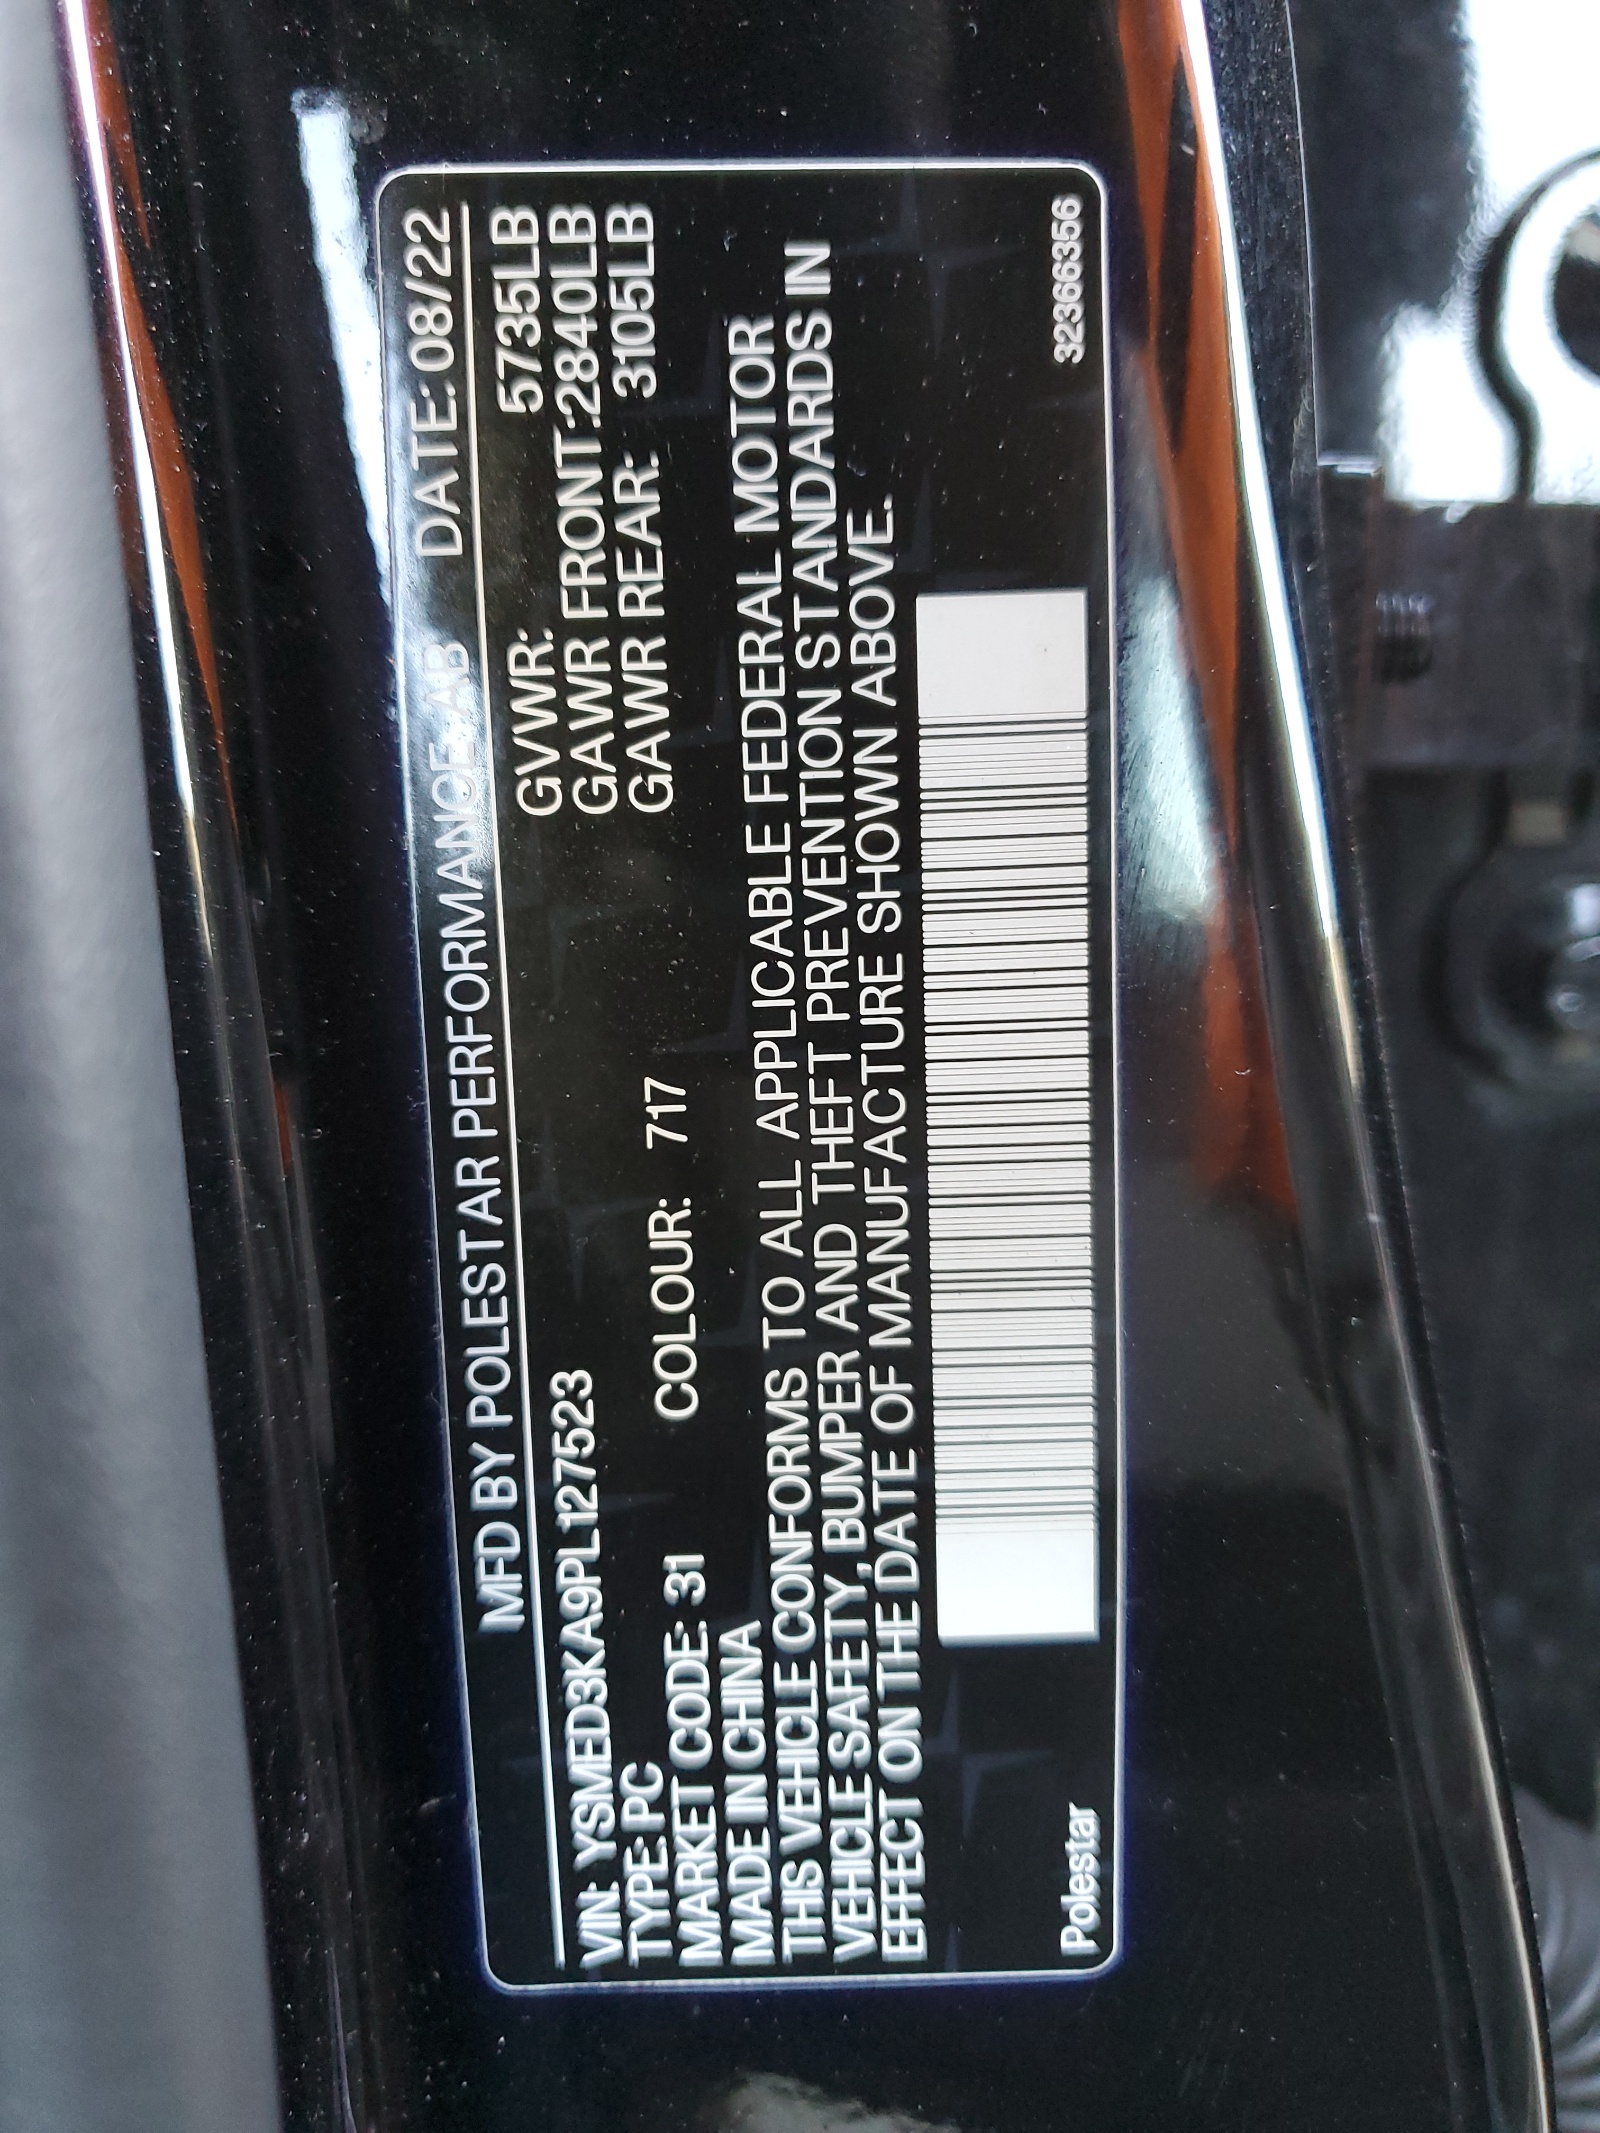 MFD BY POLESTAR PERFORMANCE AB DATE: 08/22
VIN: YSMED3KA9PL127523 GVWR: 5735LB
TYPE: PC GAWR FRONT: 2840LB
MARKET CODE: 31 COLOUR: 717 GAWR REAR: 3105LB
MADE IN CHINA
THIS VEHICLE CONFORMS TO ALL APPLICABLE FEDERAL MOTOR
VEHICLE SAFETY, BUMPER AND THEFT PREVENTION STANDARDS IN
EFFECT ON THE DATE OF MANUFACTURE SHOWN ABOVE.
Polestar 32366356